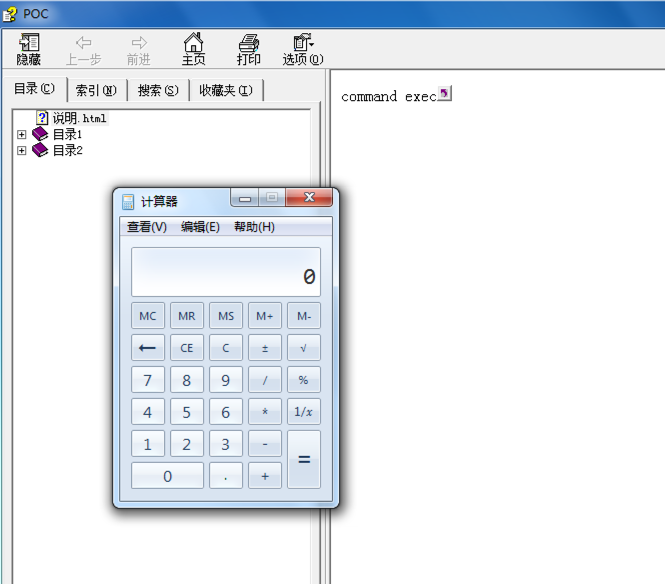 POC
隐藏 上一步 前进 主页 打印 选项(O)
目录(C) 索引(N) 搜索(S) 收藏夹(I)
说明.html
目录1
目录2
command exec
计算器
查看(V) 编辑(E) 帮助(H)
0
MC MR MS M+ M-
← CE C ± √
7 8 9 / %
4 5 6 * 1/x
1 2 3 - =
0 . +